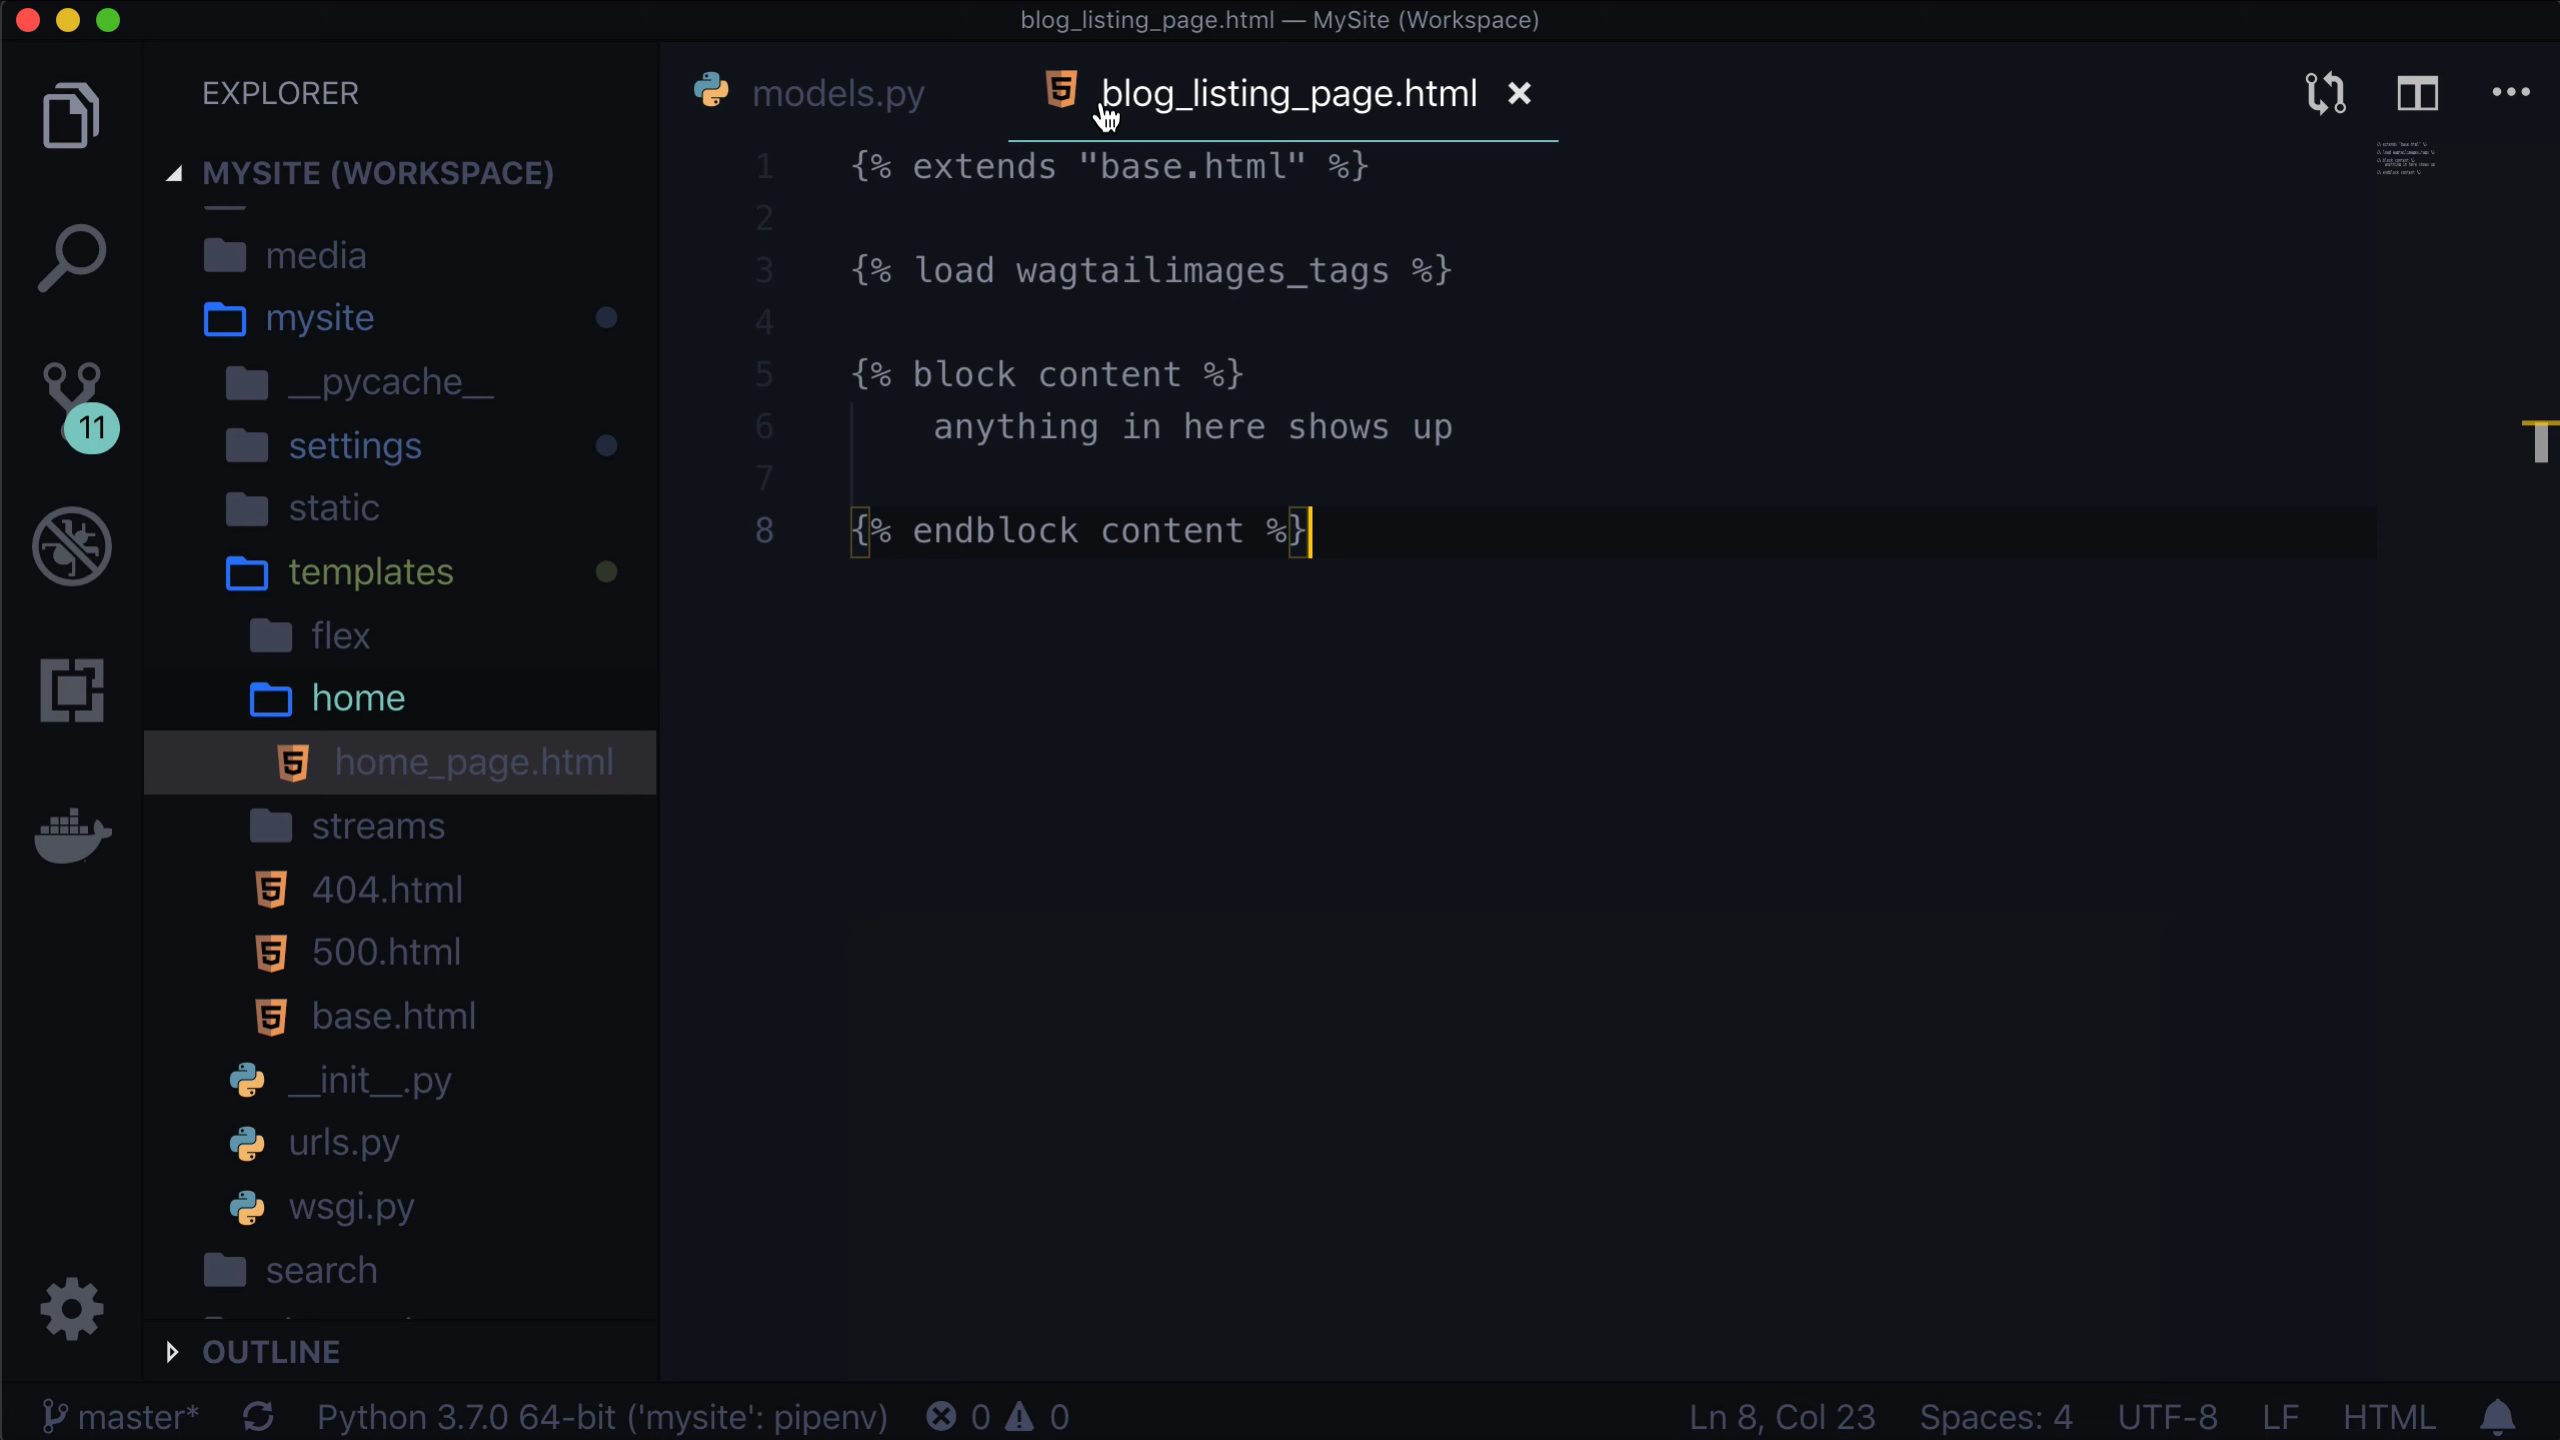 blog_listing_page.html — MySite (Workspace)
EXPLORER
MYSITE (WORKSPACE)
media
mysite
__pycache__
settings
static
templates
flex
home
home_page.html
streams
404.html
500.html
base.html
__init__.py
urls.py
wsgi.py
search
OUTLINE
11
models.py
blog_listing_page.html
1 {% extends "base.html" %}
2
3 {% load wagtailimages_tags %}
4
5 {% block content %}
6 anything in here shows up
7
8 {% endblock content %}
master* Python 3.7.0 64-bit ('mysite': pipenv) 0 0 Ln 8, Col 23 Spaces: 4 UTF-8 LF HTML